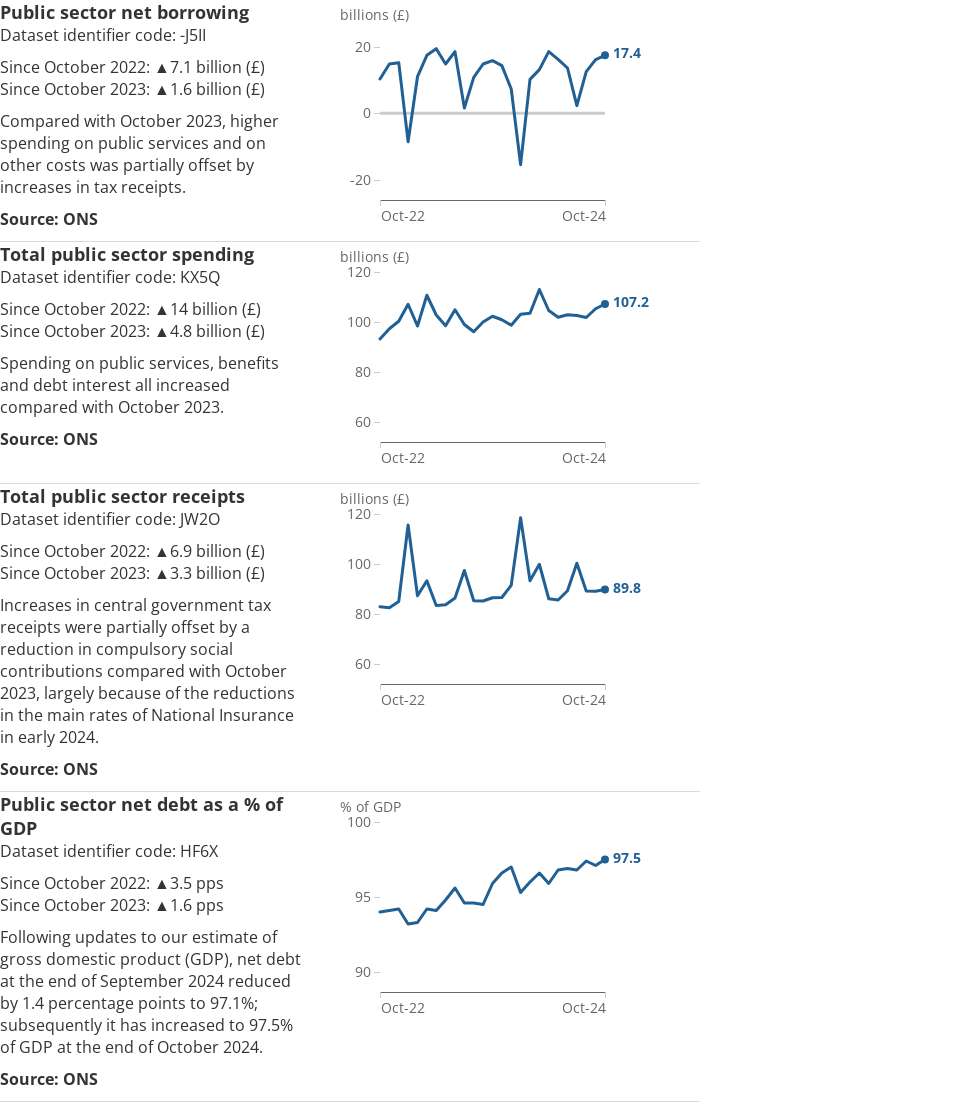 Public sector net borrowing
Dataset identifier code: -J5II
Since October 2022: ▲7.1 billion (£)
Since October 2023: ▲1.6 billion (£)
Compared with October 2023, higher
spending on public services and on
other costs was partially offset by
increases in tax receipts.
Source: ONS
billions (£)
20
0
-20
17.4
Oct-22
Oct-24
Total public sector spending
Dataset identifier code: KX5Q
Since October 2022: ▲14 billion (£)
Since October 2023: ▲4.8 billion (£)
Spending on public services, benefits
and debt interest all increased
compared with October 2023.
Source: ONS
billions (£)
120
100
80
60
107.2
Oct-22
Oct-24
Total public sector receipts
Dataset identifier code: JW2O
Since October 2022: ▲6.9 billion (£)
Since October 2023: ▲3.3 billion (£)
Increases in central government tax
receipts were partially offset by a
reduction in compulsory social
contributions compared with October
2023, largely because of the reductions
in the main rates of National Insurance
in early 2024.
Source: ONS
billions (£)
120
100
80
60
89.8
Oct-22
Oct-24
Public sector net debt as a % of
GDP
Dataset identifier code: HF6X
Since October 2022: ▲3.5 pps
Since October 2023: ▲1.6 pps
Following updates to our estimate of
gross domestic product (GDP), net debt
at the end of September 2024 reduced
by 1.4 percentage points to 97.1%;
subsequently it has increased to 97.5%
of GDP at the end of October 2024.
Source: ONS
% of GDP
100
95
90
97.5
Oct-22
Oct-24